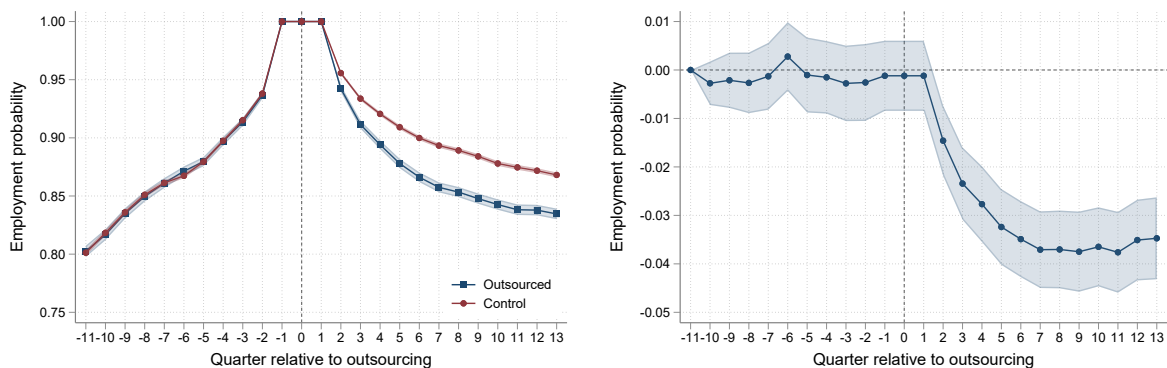 Employment probability
1.00
0.95
0.90
0.85
0.80
0.75
Outsourced
Control
-11 -10 -9 -8 -7 -6 -5 -4 -3 -2 -1 0 1 2 3 4 5 6 7 8 9 10 11 12 13
Quarter relative to outsourcing
Employment probability
0.01
0.00
-0.01
-0.02
-0.03
-0.04
-0.05
-11 -10 -9 -8 -7 -6 -5 -4 -3 -2 -1 0 1 2 3 4 5 6 7 8 9 10 11 12 13
Quarter relative to outsourcing